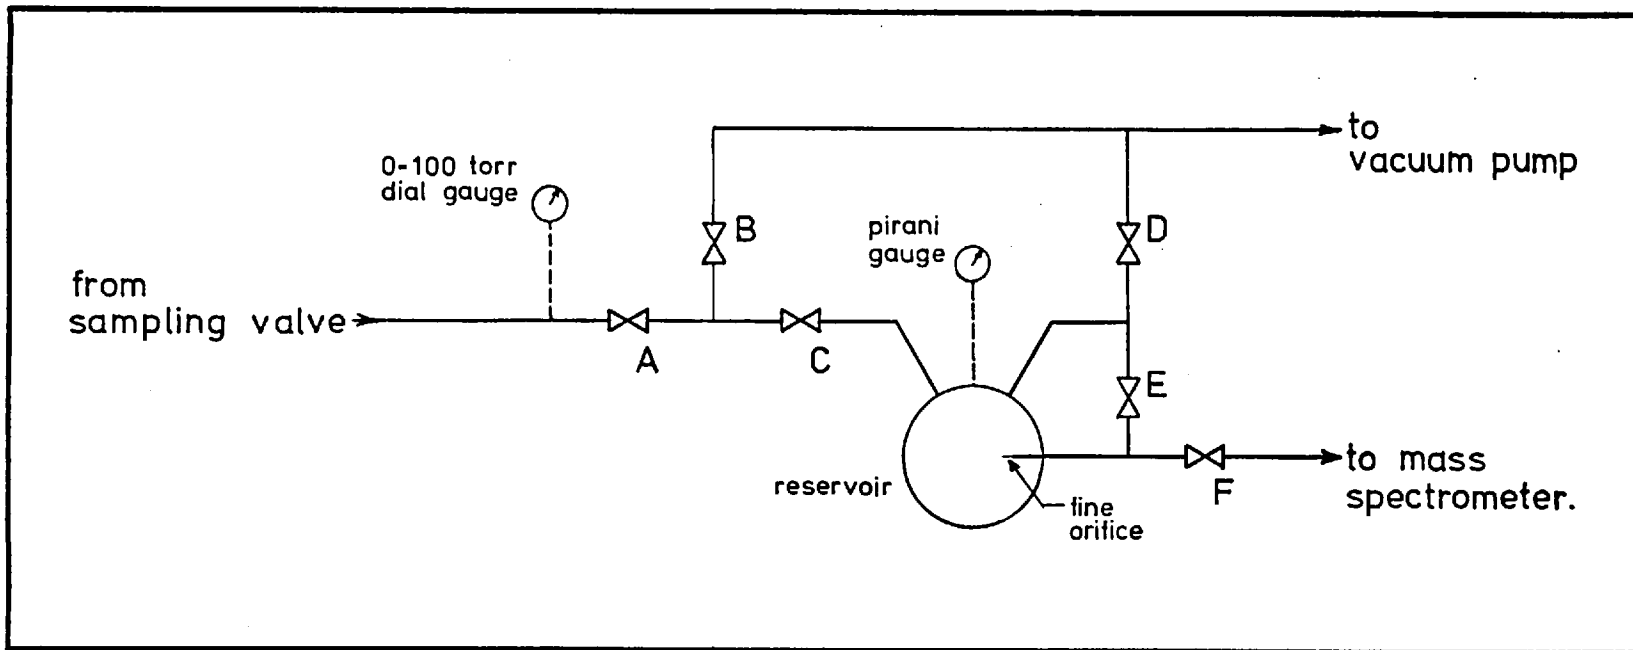 to
vacuum pump
0-100 torr
dial gauge
B
pirani
gauge
D
from
sampling valve
A
C
E
reservoir
fine
orifice
F
to mass
spectrometer.